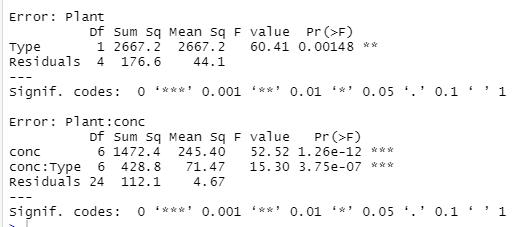 Error: Plant
          Df Sum Sq Mean Sq F value  Pr(>F)
Type       1 2667.2  2667.2   60.41 0.00148 **
Residuals  4  176.6    44.1
---
Signif. codes:  0 ‘***’ 0.001 ‘**’ 0.01 ‘*’ 0.05 ‘.’ 0.1 ‘ ’ 1
Error: Plant:conc
          Df Sum Sq Mean Sq F value   Pr(>F)
conc       6 1472.4  245.40   52.52 1.26e-12 ***
conc:Type  6  428.8   71.47   15.30 3.75e-07 ***
Residuals 24  112.1    4.67
---
Signif. codes:  0 ‘***’ 0.001 ‘**’ 0.01 ‘*’ 0.05 ‘.’ 0.1 ‘ ’ 1